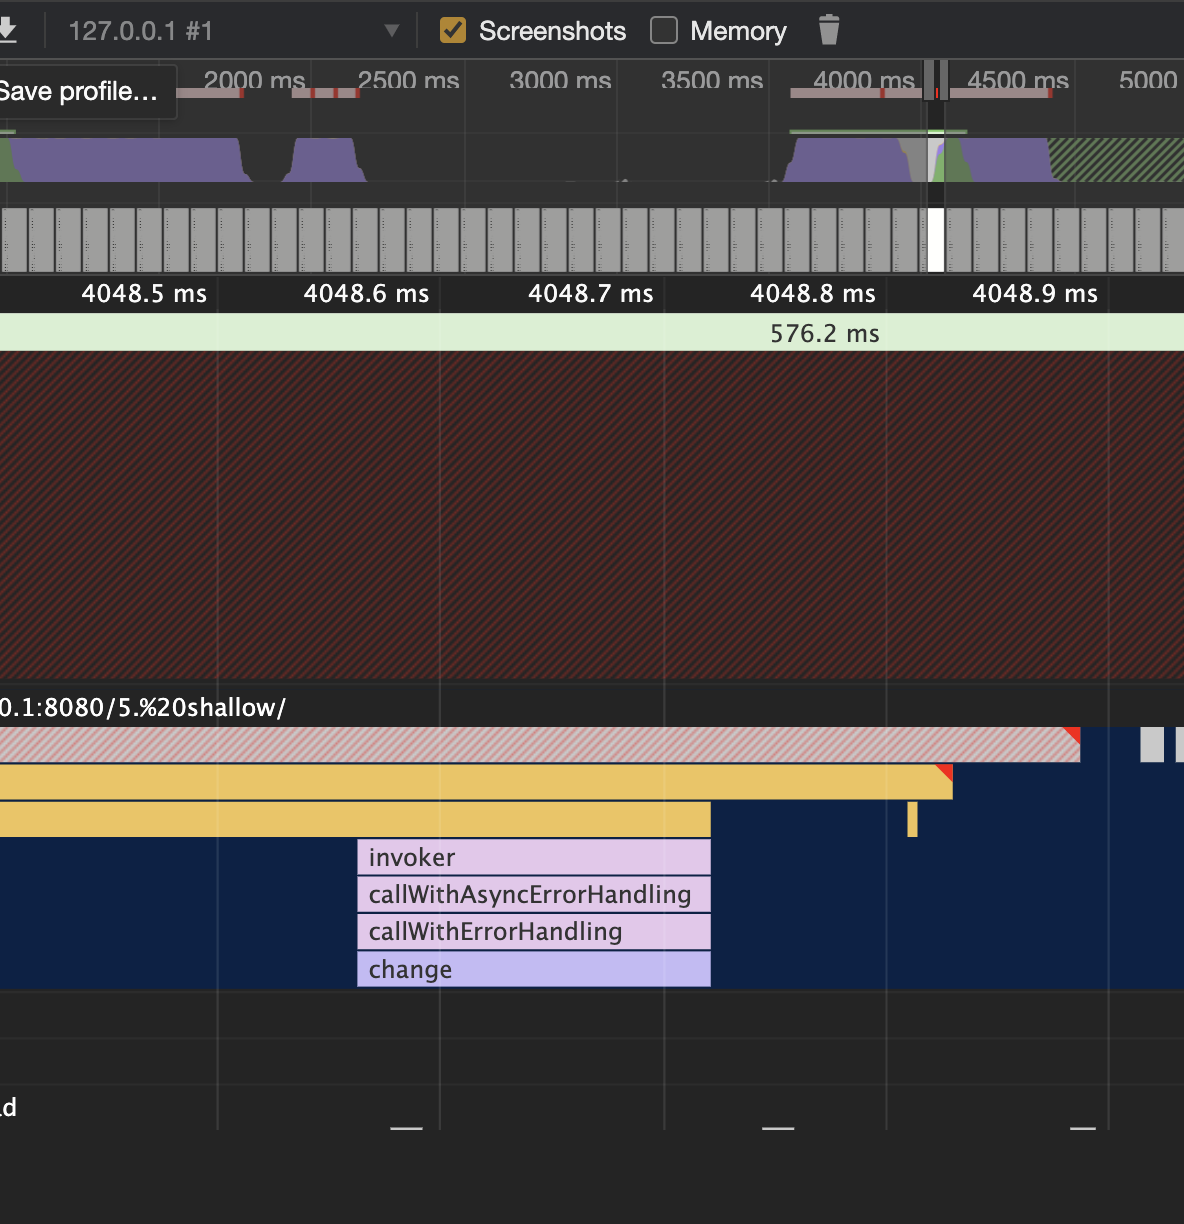 127.0.0.1 #1 Screenshots Memory
Save profile...
2000 ms 2500 ms 3000 ms 3500 ms 4000 ms 4500 ms 5000
4048.5 ms 4048.6 ms 4048.7 ms 4048.8 ms 4048.9 ms
576.2 ms
0.1:8080/5.%20shallow/
invoker
callWithAsyncErrorHandling
callWithErrorHandling
change
d